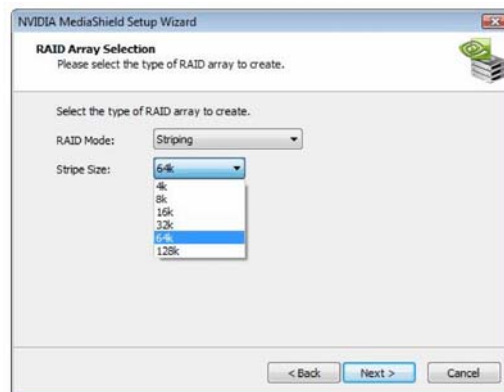 NVIDIA MediaShield Setup Wizard
RAID Array Selection
Please select the type of RAID array to create.
Select the type of RAID array to create.
RAID Mode: Striping
Stripe Size: 64k
4k
8k
16k
32k
64k
128k
< Back Next > Cancel